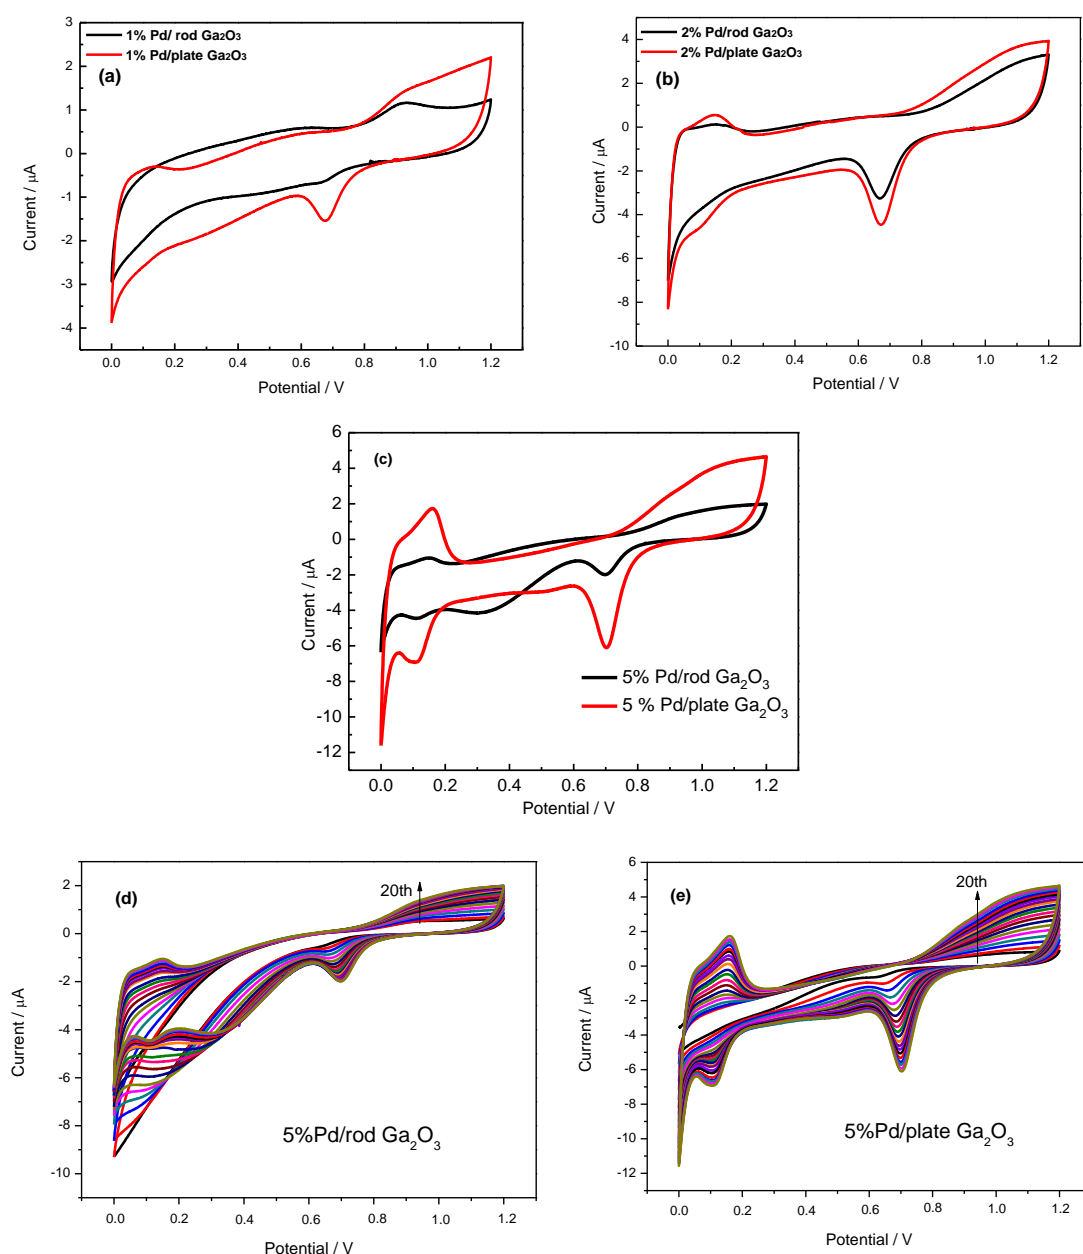 1% Pd/ rod Ga2O3
1% Pd/plate Ga2O3
(a)
3
2
1
0
-1
-2
-3
-4
Current / μA
0.0 0.2 0.4 0.6 0.8 1.0 1.2
Potential / V
2% Pd/rod Ga2O3
2% Pd/plate Ga2O3
(b)
4
2
0
-2
-4
-6
-8
-10
Current / μA
0.0 0.2 0.4 0.6 0.8 1.0 1.2
Potential / V
(c)
6
4
2
0
-2
-4
-6
-8
-10
-12
Current / μA
5% Pd/rod Ga₂O₃
5 % Pd/plate Ga₂O₃
0.0 0.2 0.4 0.6 0.8 1.0 1.2
Potential / V
(d)
20th
2
0
-2
-4
-6
-8
-10
Current / μA
5%Pd/rod Ga₂O₃
0.0 0.2 0.4 0.6 0.8 1.0 1.2
Potential / V
(e)
20th
6
4
2
0
-2
-4
-6
-8
-10
-12
Current / μA
5%Pd/plate Ga₂O₃
0.0 0.2 0.4 0.6 0.8 1.0 1.2
Potential / V